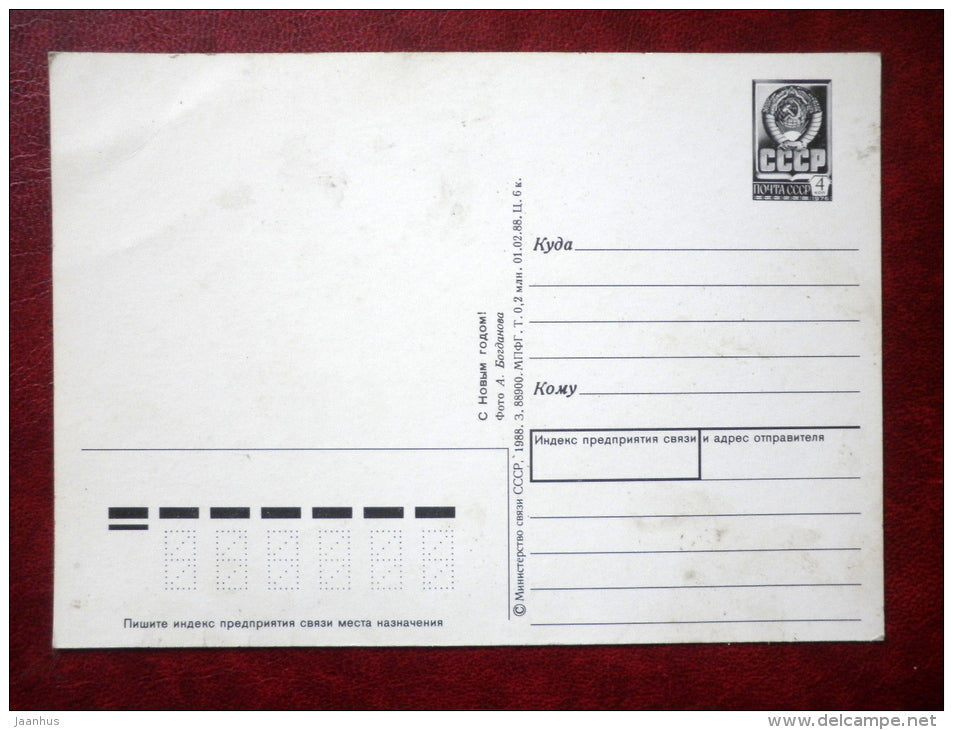 СССР
ПОЧТА СССР
4
1976
Куда
Кому
Индекс предприятия связи и адрес отправителя
С Новым годом!
Фото А. Богданова
© Министерство связи СССР, 1988. З. 88900. МПФГ. Т. 0,2 млн. 01.02.88. Ц. 6 к.
Пишите индекс предприятия связи места назначения
jaanhus
www.delcampe.net